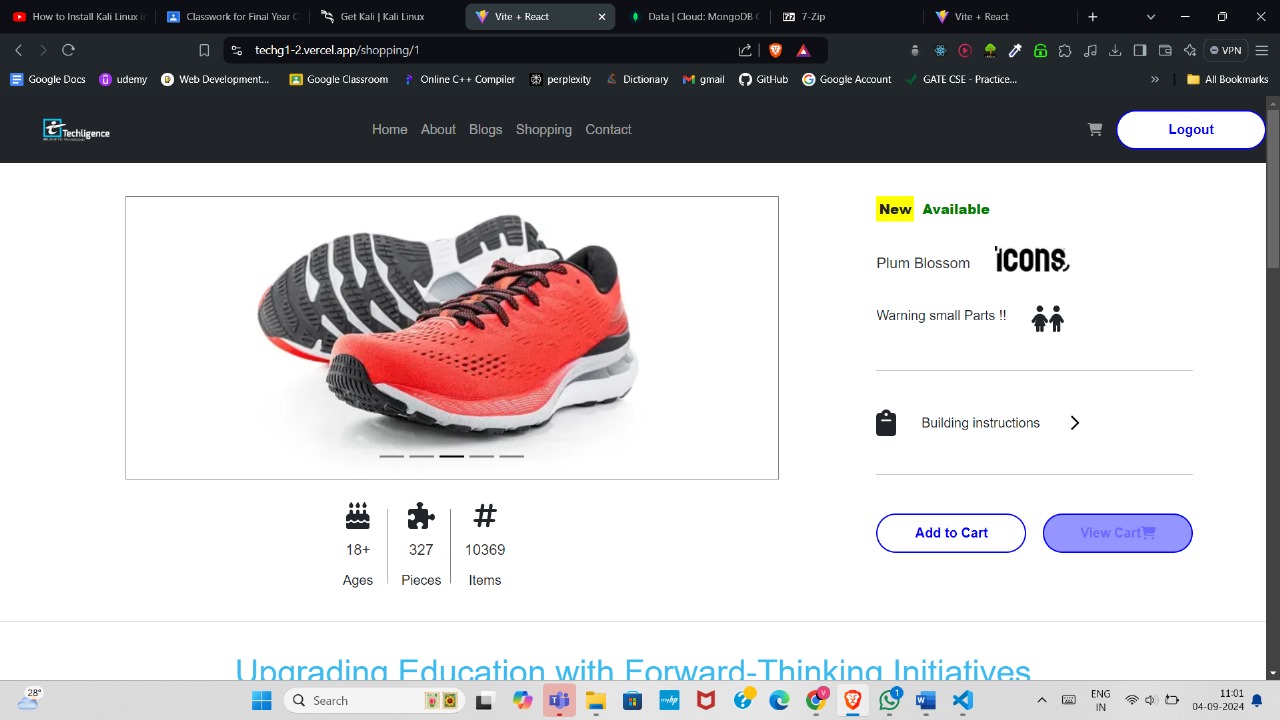 How to Install Kali Linux i
Classwork for Final Year C
Get Kali | Kali Linux
Vite + React
Data | Cloud: MongoDB C
7-Zip
Vite + React
techg1-2.vercel.app/shopping/1
VPN
Google Docs
udemy
Web Development...
Google Classroom
Online C++ Compiler
perplexity
Dictionary
gmail
GitHub
Google Account
GATE CSE - Practice...
All Bookmarks
Techligence
Home About Blogs Shopping Contact
Logout
New Available
Plum Blossom icons
Warning small Parts !!
Building instructions
Add to Cart
View Cart
18+ 327 10369
Ages Pieces Items
Upgrading Education with Forward-Thinking Initiatives
28°
Search
ENG
IN
11:01
04-09-2024